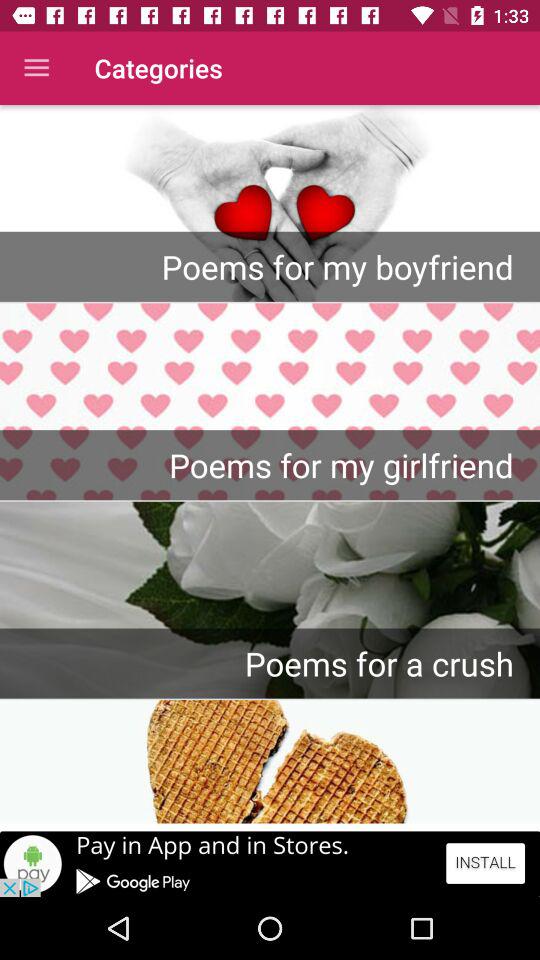 1:33
Categories
Poems for my boyfriend
Poems for my girlfriend
Poems for a crush
Pay in App and in Stores.
pay
Google Play
INSTALL